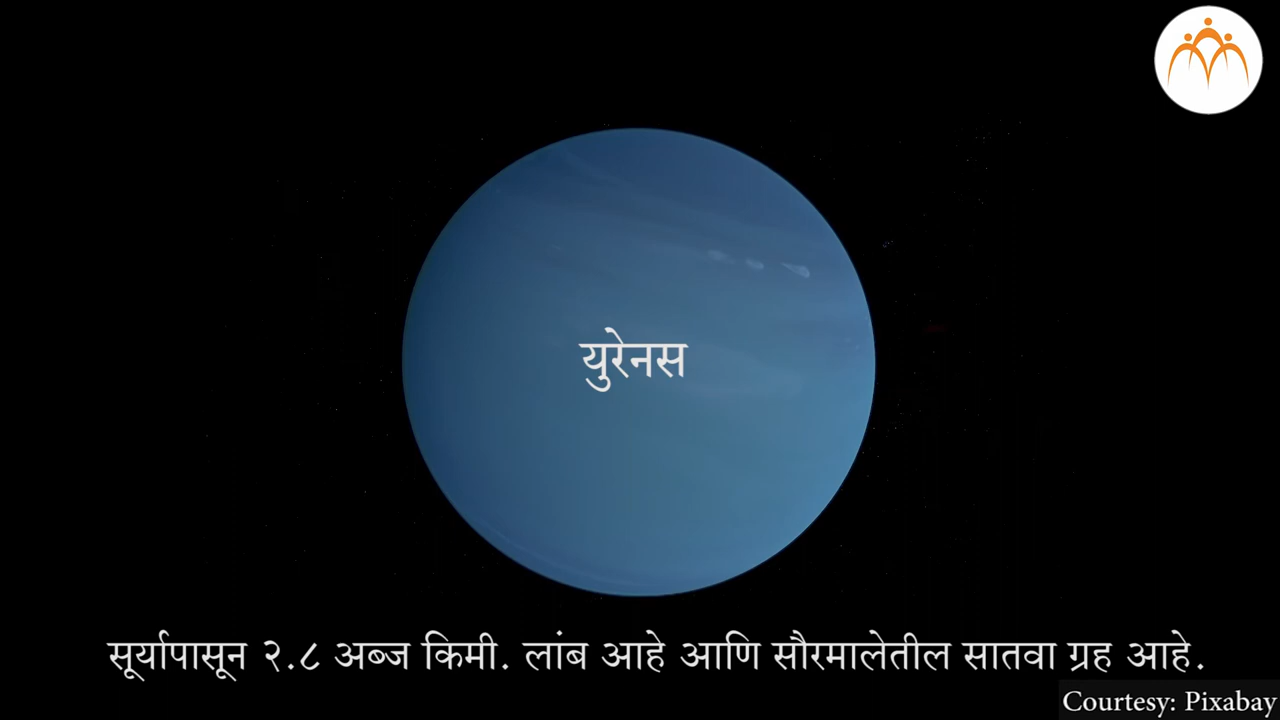 युरेनस
सूर्यापासून २.८ अब्ज किमी. लांब आहे आणि सौरमालेतील सातवा ग्रह आहे.
Courtesy: Pixabay